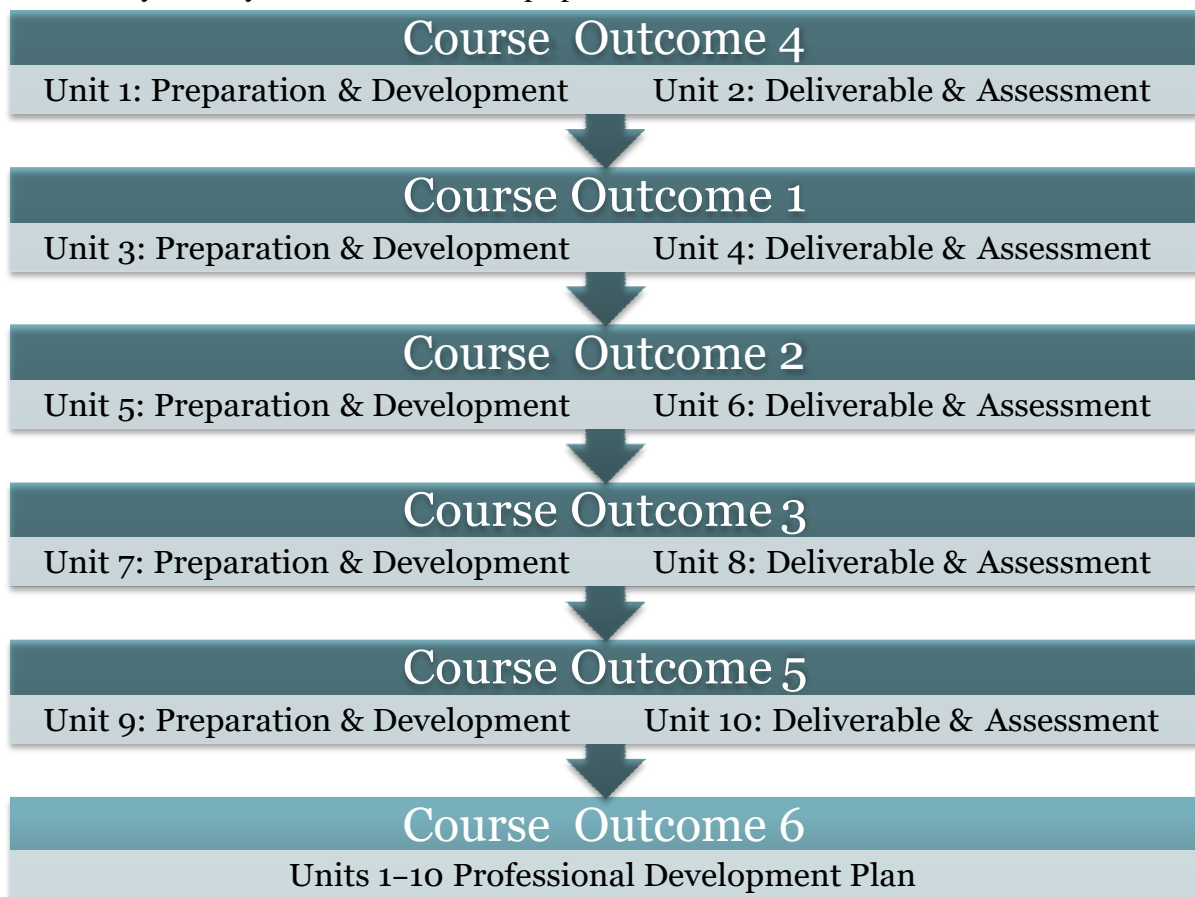 Course Outcome 4
Unit 1: Preparation & Development Unit 2: Deliverable & Assessment
Course Outcome 1
Unit 3: Preparation & Development Unit 4: Deliverable & Assessment
Course Outcome 2
Unit 5: Preparation & Development Unit 6: Deliverable & Assessment
Course Outcome 3
Unit 7: Preparation & Development Unit 8: Deliverable & Assessment
Course Outcome 5
Unit 9: Preparation & Development Unit 10: Deliverable & Assessment
Course Outcome 6
Units 1–10 Professional Development Plan